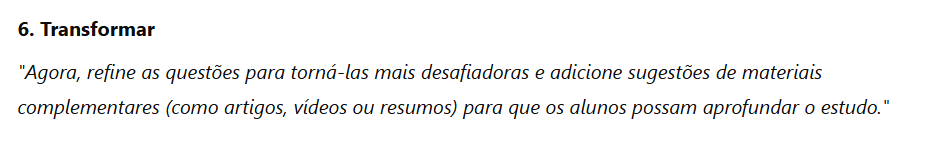 6. Transformar
"Agora, refine as questões para torná-las mais desafiadoras e adicione sugestões de materiais
complementares (como artigos, vídeos ou resumos) para que os alunos possam aprofundar o estudo."